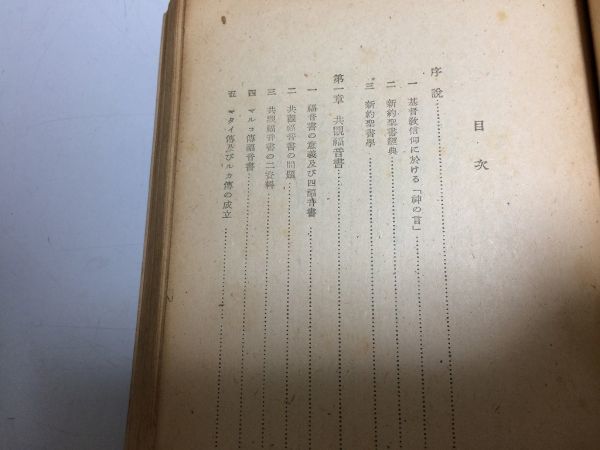 目次
序説
一 基督敎信仰に於ける「神の言」
二 新約聖書經典
三 新約聖書學
第一章 共觀福音書
一 福音書の意義及び四福音書
二 共觀福音書の問題
三 共觀福音書の二資料
四 マルコ傳福音書
五 マタイ傳及びルカ傳の成立